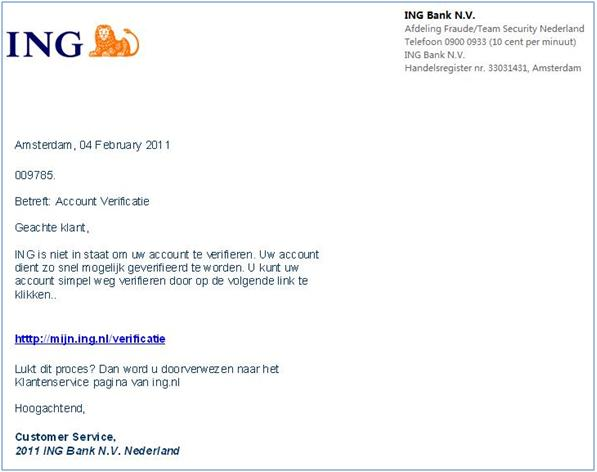 ING
ING Bank N.V.
Afdeling Fraude/Team Security Nederland
Telefoon 0900 0933 (10 cent per minuut)
ING Bank N.V.
Handelsregister nr. 33031431, Amsterdam
Amsterdam, 04 February 2011
009785.
Betreft: Account Verificatie
Geachte klant,
ING is niet in staat om uw account te verifieren. Uw account
dient zo snel mogelijk geverifieerd te worden. U kunt uw
account simpel weg verifieren door op de volgende link te
klikken..
htttp://mijn.ing.nl/verificatie
Lukt dit proces? Dan word u doorverwezen naar het
Klantenservice pagina van ing.nl
Hoogachtend,
Customer Service,
2011 ING Bank N.V. Nederland